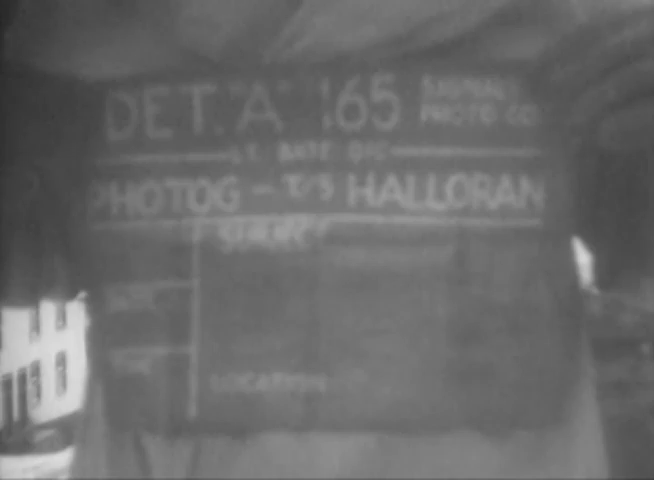 DET. "A" 165 SIGNAL PHOTO CO
PHOTOG - T/5 HALLORAN
SUBJECT
LOCATION